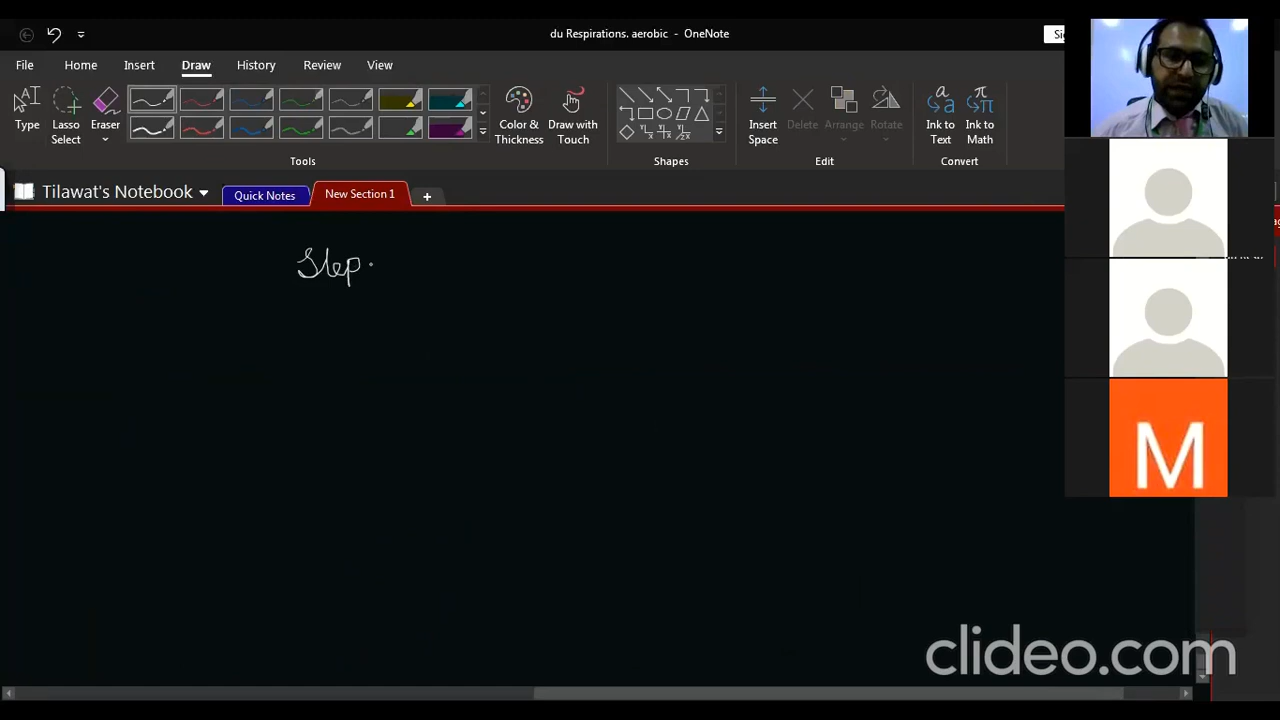 du Respirations. aerobic - OneNote
File Home Insert Draw History Review View
Type
Lasso Select
Eraser
Color & Thickness
Draw with Touch
Insert Space
Delete
Arrange
Rotate
Ink to Text
Ink to Math
Tools
Shapes
Edit
Convert
Tilawat's Notebook
Quick Notes
New Section 1
Step.
M
clideo.com